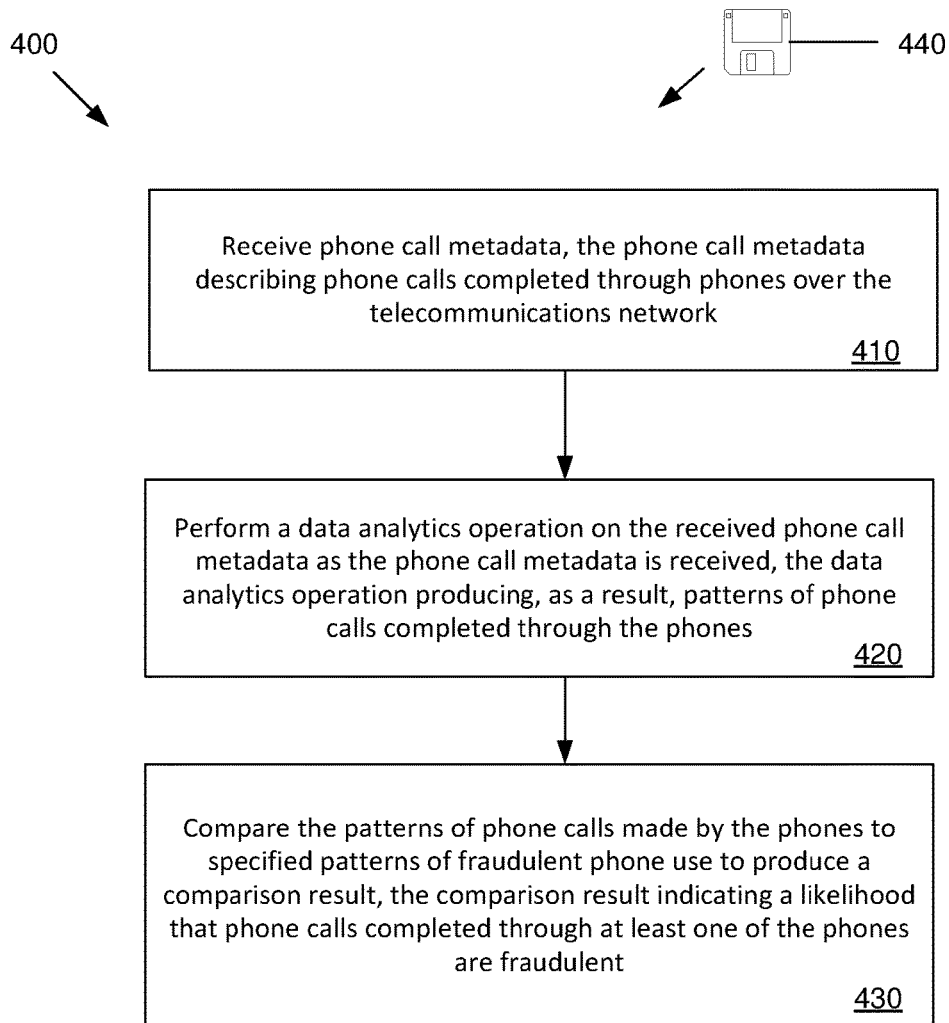 400
440
Receive phone call metadata, the phone call metadata
describing phone calls completed through phones over the
telecommunications network
410
Perform a data analytics operation on the received phone call
metadata as the phone call metadata is received, the data
analytics operation producing, as a result, patterns of phone
calls completed through the phones
420
Compare the patterns of phone calls made by the phones to
specified patterns of fraudulent phone use to produce a
comparison result, the comparison result indicating a likelihood
that phone calls completed through at least one of the phones
are fraudulent
430